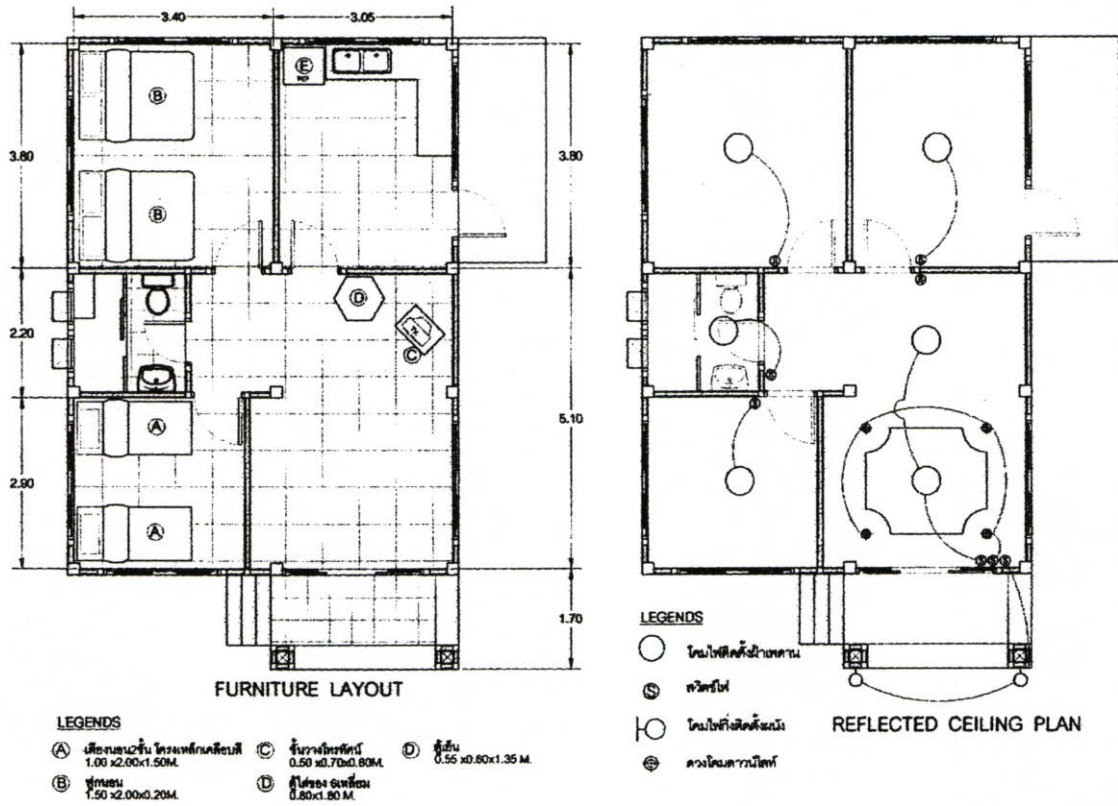 3.40
3.05
3.80
3.80
2.20
5.10
2.90
1.70
B
B
E
D
TV
C
A
A
S
S
S
S
S
S
S
S
FURNITURE LAYOUT
LEGENDS
A เตียงนอน2ชั้น โครงเหล็กเคลือบสี
1.00 x2.00x1.50M.
B ฟูกนอน
1.50 x2.00x0.20M.
C ชั้นวางโทรทัศน์
0.50 x0.70x0.80M.
D ตู้ใส่ของ 6เหลี่ยม
0.80x1.80 M.
D ตู้เย็น
0.55 x0.60x1.35 M.
LEGENDS
โคมไฟติดตั้งฝ้าเพดาน
S สวิตซ์ไฟ
โคมไฟกิ่งติดตั้งผนัง
ดวงโคมดาวน์ไลท์
REFLECTED CEILING PLAN